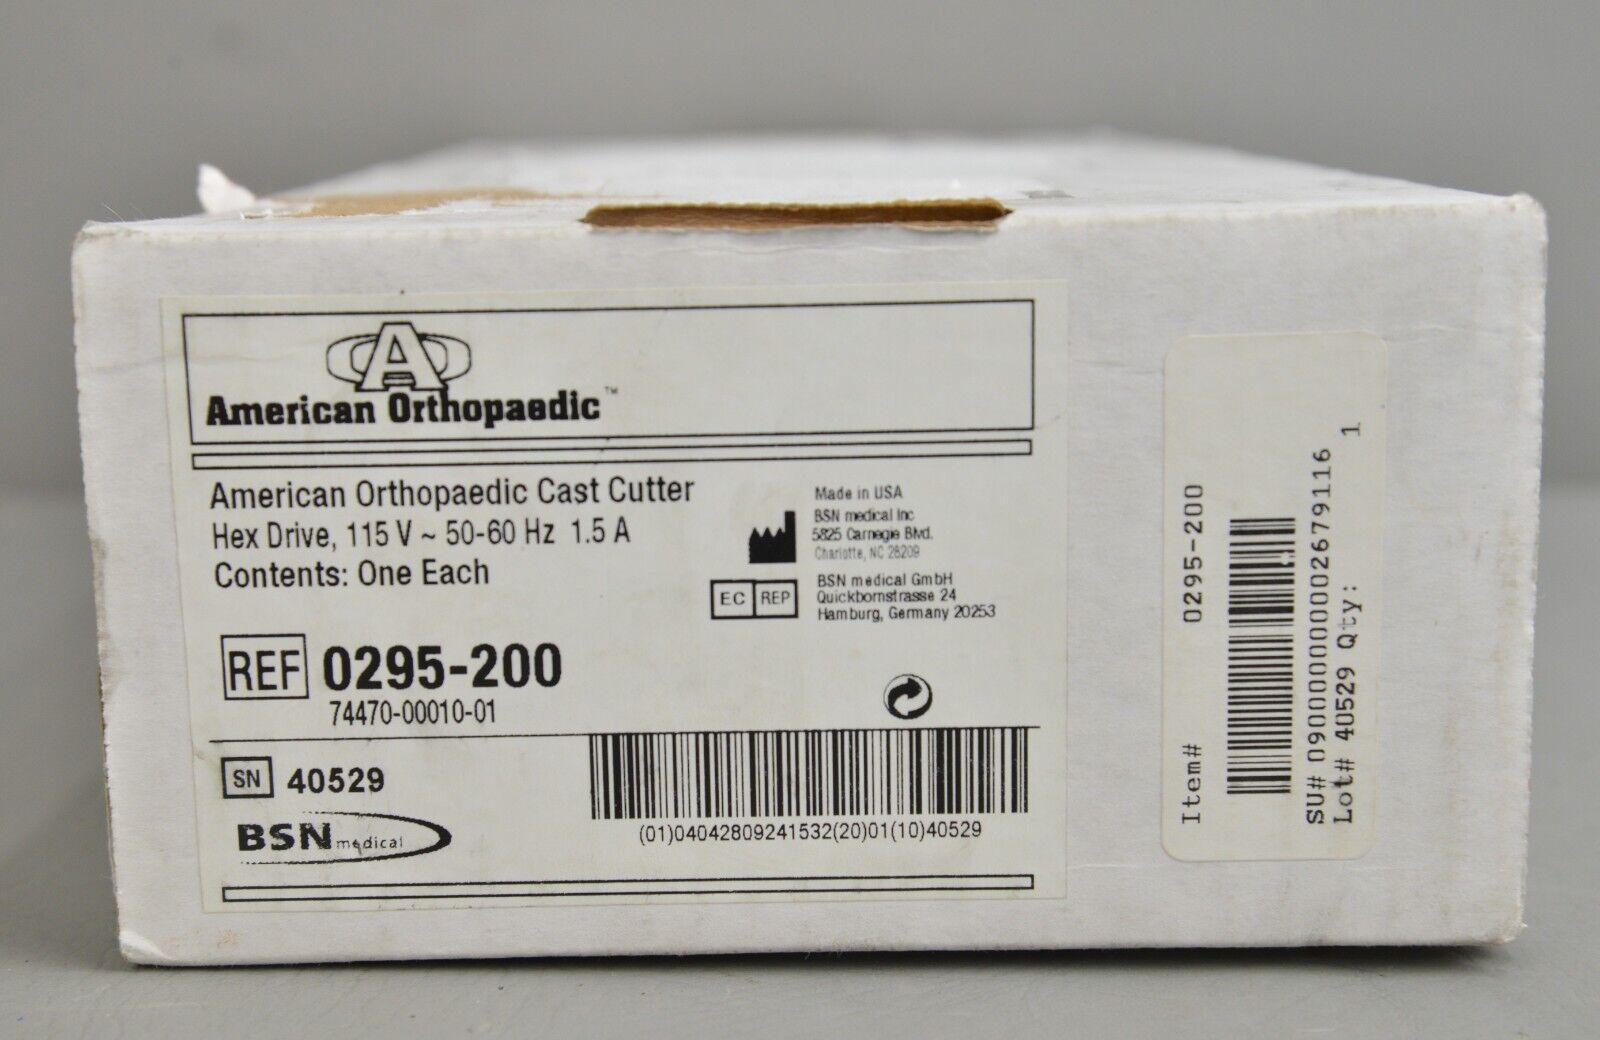 A
American Orthopaedic™
American Orthopaedic Cast Cutter
Hex Drive, 115 V ~ 50-60 Hz 1.5 A
Contents: One Each
Made in USA
BSN medical Inc
5825 Carnegie Blvd.
Charlotte, NC 28209
EC REP
BSN medical GmbH
Quickbornstrasse 24
Hamburg, Germany 20253
REF 0295-200
74470-00010-01
SN 40529
BSN medical
(01)04042809241532(20)01(10)40529
Item# 0295-200
SU# 09000000000002679116
Lot# 40529 Qty: 1